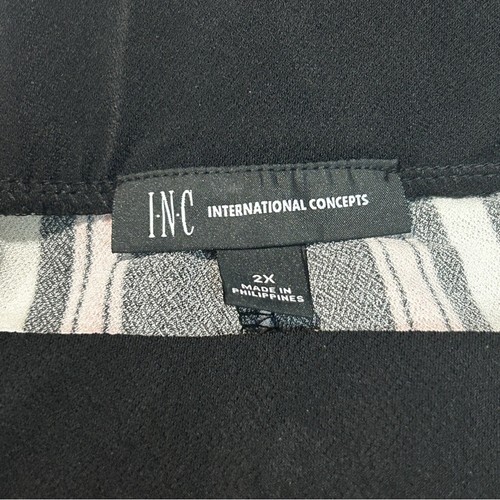 I·N·C INTERNATIONAL CONCEPTS
2X
MADE IN
PHILIPPINES